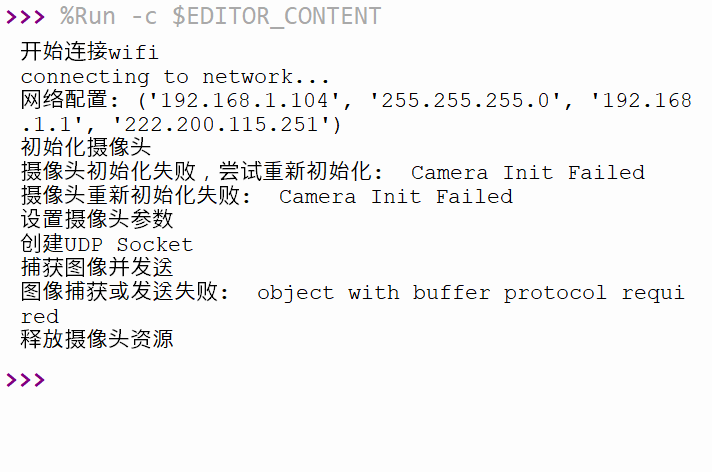 >>> %Run -c $EDITOR_CONTENT
开始连接wifi
connecting to network...
网络配置: ('192.168.1.104', '255.255.255.0', '192.168
.1.1', '222.200.115.251')
初始化摄像头
摄像头初始化失败，尝试重新初始化:  Camera Init Failed
摄像头重新初始化失败:  Camera Init Failed
设置摄像头参数
创建UDP Socket
捕获图像并发送
图像捕获或发送失败:  object with buffer protocol requi
red
释放摄像头资源
>>>